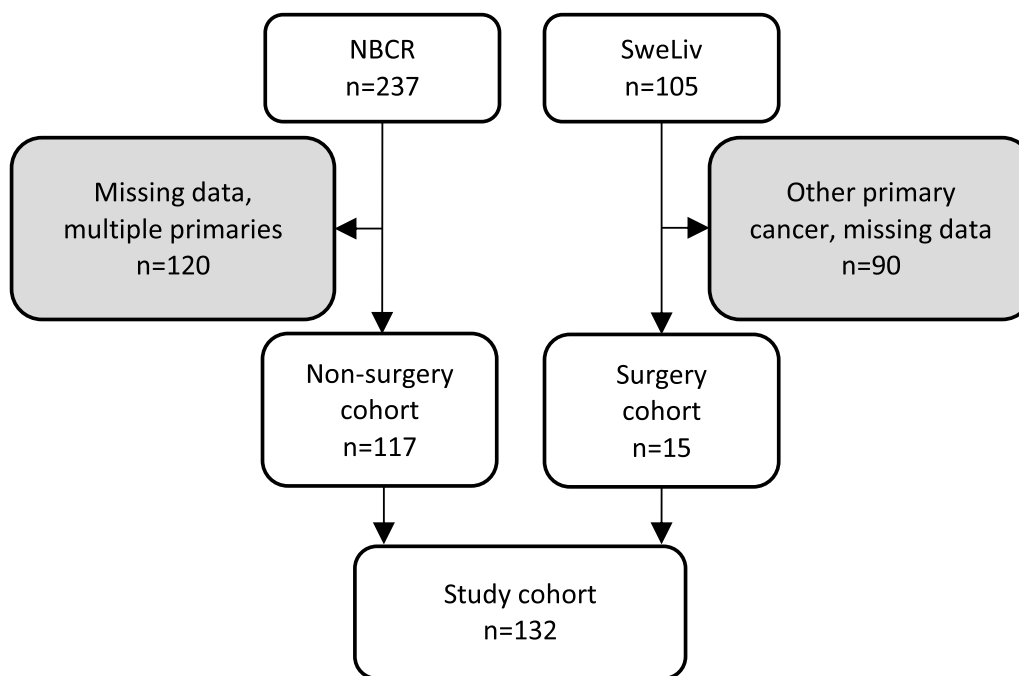 NBCR
n=237
SweLiv
n=105
Missing data,
multiple primaries
n=120
Other primary
cancer, missing data
n=90
Non-surgery
cohort
n=117
Surgery
cohort
n=15
Study cohort
n=132